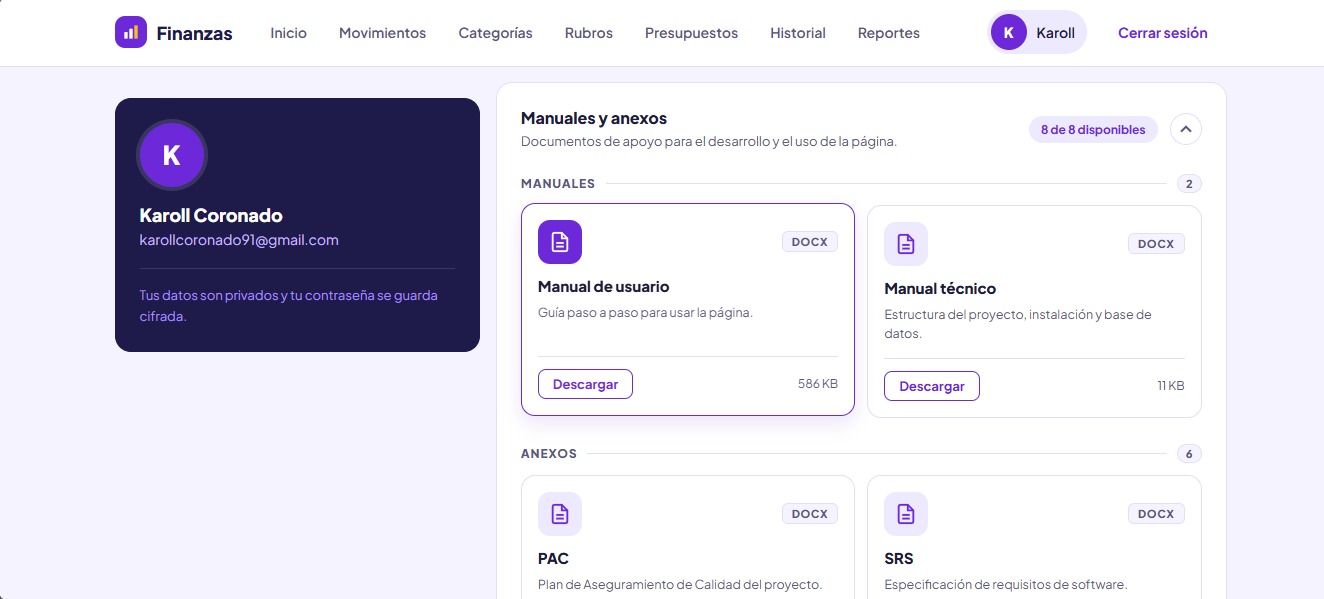 Finanzas
Inicio
Movimientos
Categorías
Rubros
Presupuestos
Historial
Reportes
K
Karoll
Cerrar sesión
K
Karoll Coronado
karollcoronado91@gmail.com
Tus datos son privados y tu contraseña se guarda
cifrada.
Manuales y anexos
Documentos de apoyo para el desarrollo y el uso de la página.
8 de 8 disponibles
MANUALES
2
DOCX
Manual de usuario
Guía paso a paso para usar la página.
Descargar
586 KB
DOCX
Manual técnico
Estructura del proyecto, instalación y base de
datos.
Descargar
11 KB
ANEXOS
6
DOCX
PAC
Plan de Aseguramiento de Calidad del proyecto.
DOCX
SRS
Especificación de requisitos de software.